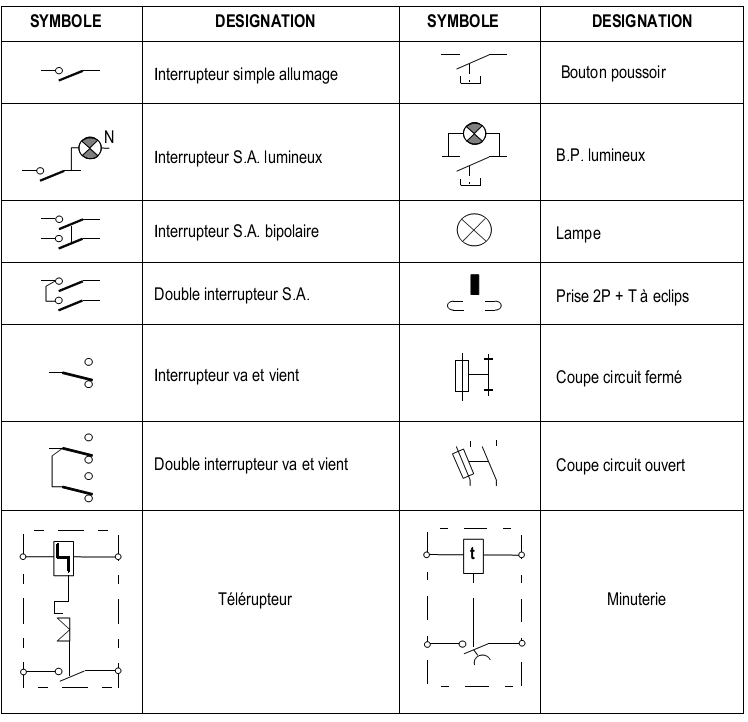 SYMBOLE DESIGNATION SYMBOLE DESIGNATION
Interrupteur simple allumage Bouton poussoir
N Interrupteur S.A. lumineux B.P. lumineux
Interrupteur S.A. bipolaire Lampe
Double interrupteur S.A. Prise 2P + T à eclips
Interrupteur va et vient Coupe circuit fermé
Double interrupteur va et vient Coupe circuit ouvert
Télérupteur t Minuterie